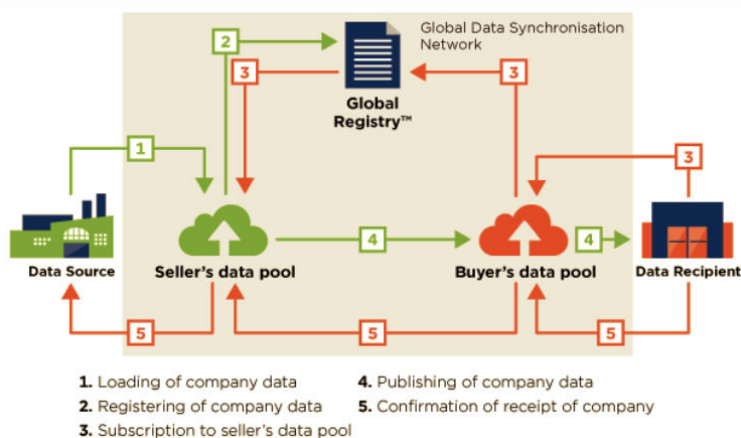 Global Data Synchronisation
Network
2
3
3
Global
Registry™
1
3
4
4
Data Source
Seller's data pool
Buyer's data pool
Data Recipient
5
5
5
1. Loading of company data
2. Registering of company data
3. Subscription to seller's data pool
4. Publishing of company data
5. Confirmation of receipt of company